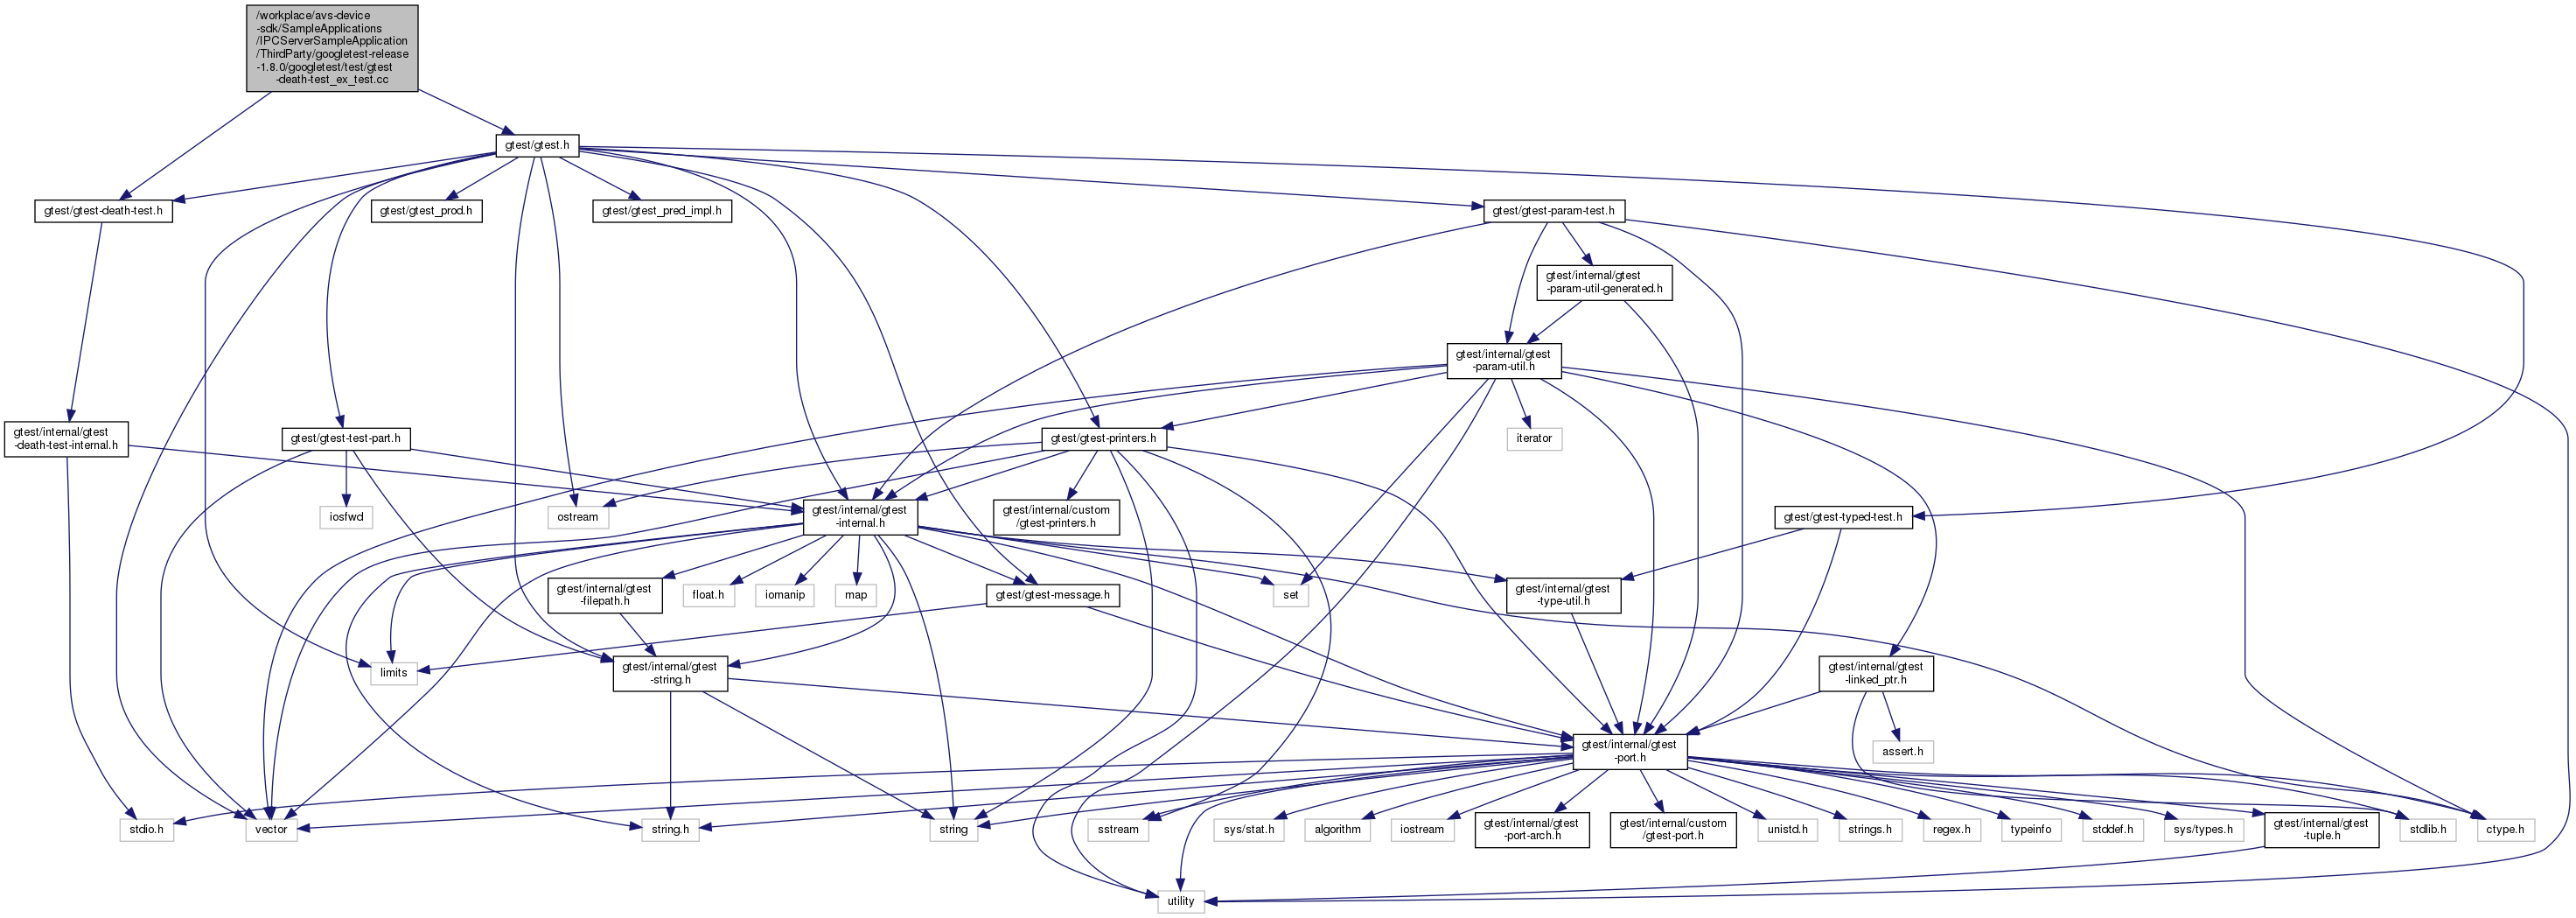 /workplace/avs-device
-sdk/SampleApplications
/IPCServerSampleApplication
/ThirdParty/googletest-release
-1.8.0/googletest/test/gtest
-death-test_ex_test.cc
gtest/gtest.h
gtest/gtest-death-test.h
gtest/gtest_prod.h
gtest/gtest_pred_impl.h
gtest/gtest-param-test.h
gtest/internal/gtest
-param-util-generated.h
gtest/internal/gtest
-param-util.h
gtest/internal/gtest
-death-test-internal.h
gtest/gtest-test-part.h
gtest/gtest-printers.h
iterator
iosfwd
ostream
gtest/internal/gtest
-internal.h
gtest/internal/custom
/gtest-printers.h
gtest/gtest-typed-test.h
gtest/internal/gtest
-filepath.h
float.h
iomanip
map
gtest/gtest-message.h
set
gtest/internal/gtest
-type-util.h
limits
gtest/internal/gtest
-string.h
gtest/internal/gtest
-linked_ptr.h
gtest/internal/gtest
-port.h
assert.h
stdio.h
vector
string.h
string
sstream
sys/stat.h
algorithm
iostream
gtest/internal/gtest
-port-arch.h
gtest/internal/custom
/gtest-port.h
unistd.h
strings.h
regex.h
typeinfo
stddef.h
sys/types.h
gtest/internal/gtest
-tuple.h
stdlib.h
ctype.h
utility